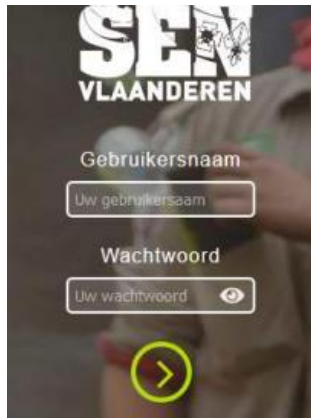 SEN
VLAANDEREN
Gebruikersnaam
Uw gebruikersaam
Wachtwoord
Uw wachtwoord